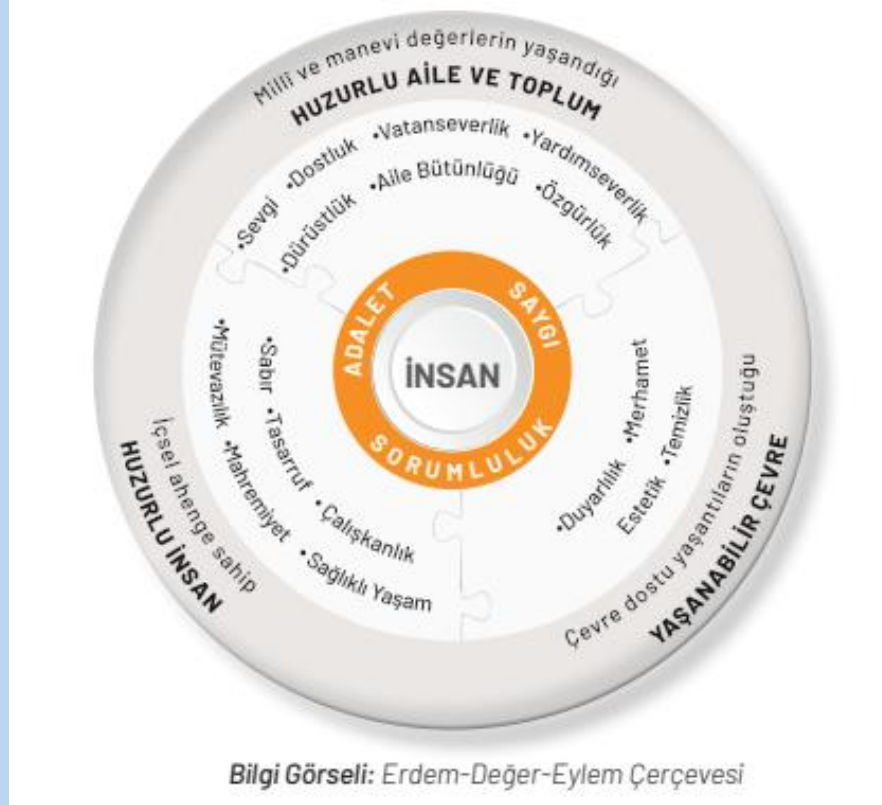 Millî ve manevi değerlerin yaşandığı
HUZURLU AİLE VE TOPLUM
•Sevgi •Dostluk •Vatanseverlik •Yardımseverlik
•Dürüstlük •Aile Bütünlüğü •Özgürlük
ADALET
SAYGI
SORUMLULUK
İNSAN
İçsel ahenge sahip
HUZURLU İNSAN
•Mütevazılık •Mahremiyet •Sağlıklı Yaşam
•Sabır •Tasarruf •Çalışkanlık
Çevre dostu yaşantıların oluştuğu
YAŞANABİLİR ÇEVRE
•Duyarlılık •Merhamet
Estetik •Temizlik
Bilgi Görseli: Erdem-Değer-Eylem Çerçevesi